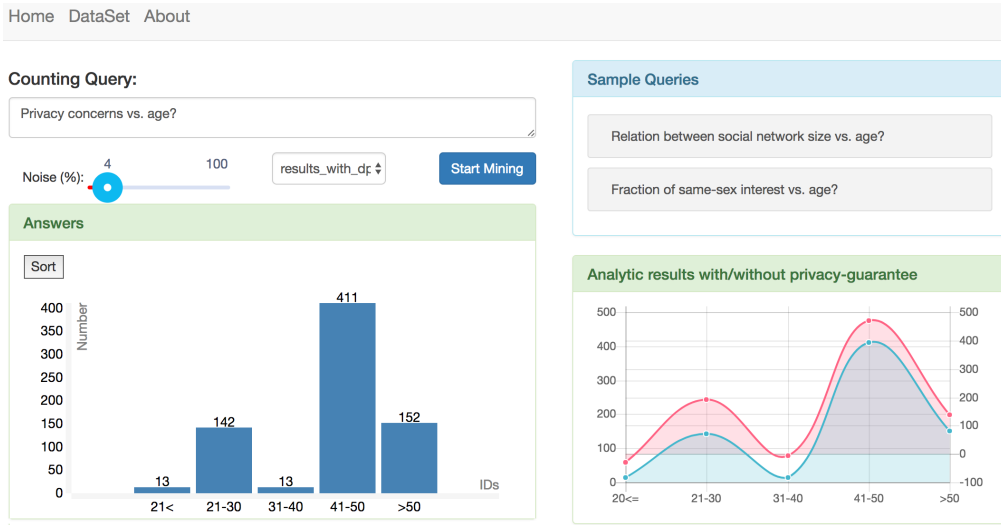 Home DataSet About
Counting Query:
Privacy concerns vs. age?
Noise (%):
4
100
results_with_dp
Start Mining
Answers
Sort
Number
400
350
300
250
200
150
100
50
0
13
142
13
411
152
21<
21-30
31-40
41-50
>50
IDs
Sample Queries
Relation between social network size vs. age?
Fraction of same-sex interest vs. age?
Analytic results with/without privacy-guarantee
500
400
300
200
100
0
500
400
300
200
100
0
-100
20<=
21-30
31-40
41-50
>50